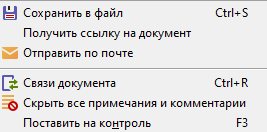 Сохранить в файл Ctrl+S
Получить ссылку на документ
Отправить по почте
Связи документа Ctrl+R
Скрыть все примечания и комментарии
Поставить на контроль F3